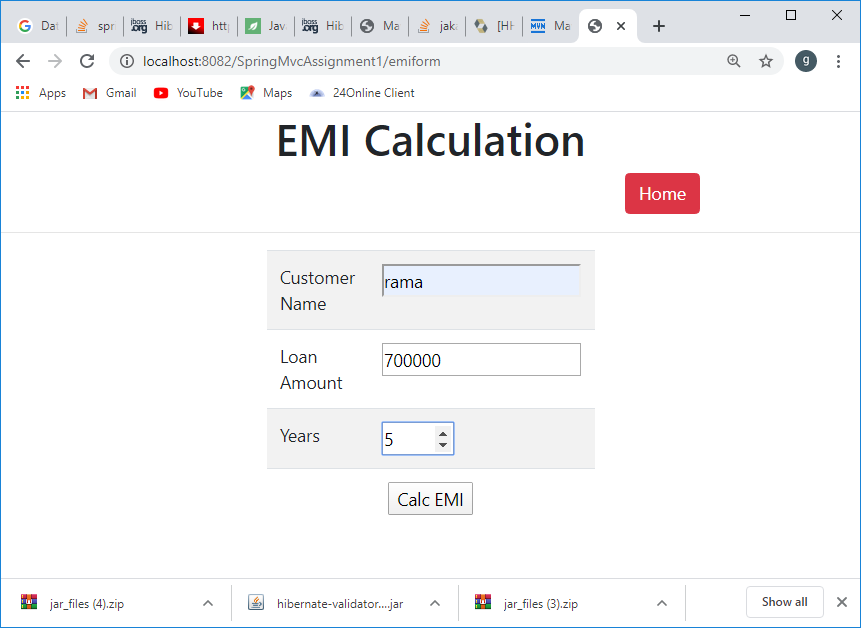 Dat
spr
Hib
http
Java
Hib
Ma
jaka
[HH
Ma
localhost:8082/SpringMvcAssignment1/emiform
g
Apps
Gmail
YouTube
Maps
24Online Client
EMI Calculation
Home
Customer
Name
rama
Loan
Amount
700000
Years
5
Calc EMI
jar_files (4).zip
hibernate-validator....jar
jar_files (3).zip
Show all